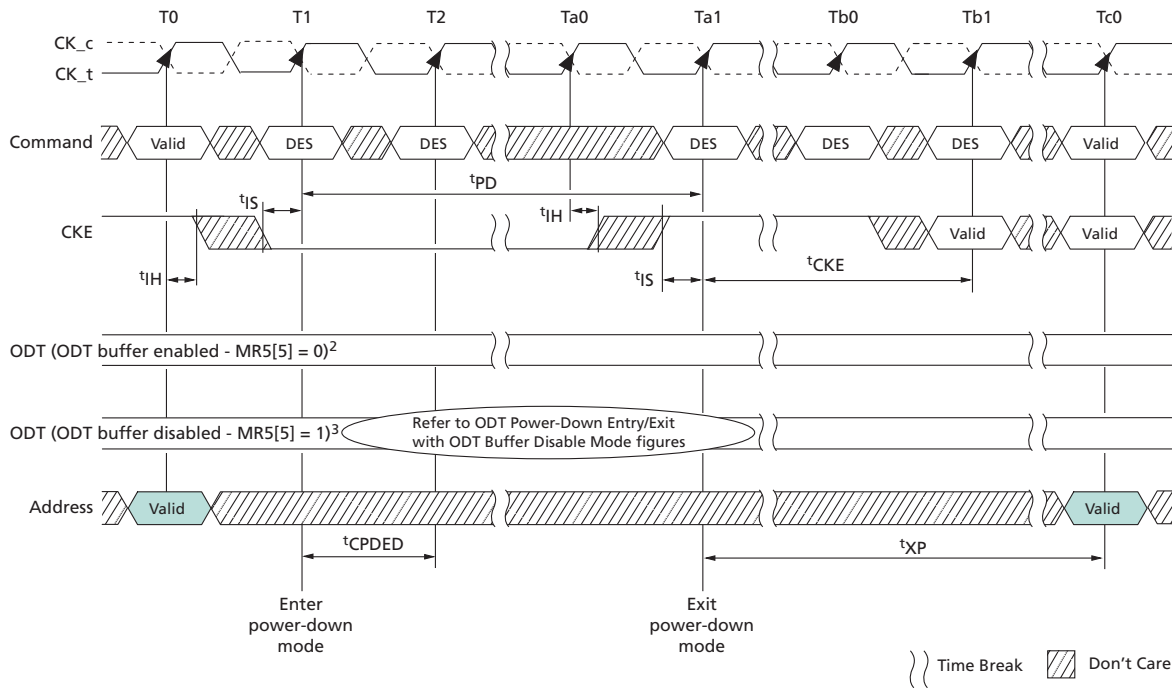 T0 T1 T2 Ta0 Ta1 Tb0 Tb1 Tc0
CK_c
CK_t
Command Valid DES DES DES DES DES Valid
tPD
tIS
tIH
CKE Valid Valid
tIH
tIS
tCKE
ODT (ODT buffer enabled - MR5[5] = 0)2
ODT (ODT buffer disabled - MR5[5] = 1)3
Refer to ODT Power-Down Entry/Exit
with ODT Buffer Disable Mode figures
Address Valid Valid
tCPDED
tXP
Enter
power-down
mode
Exit
power-down
mode
Time Break
Don't Care